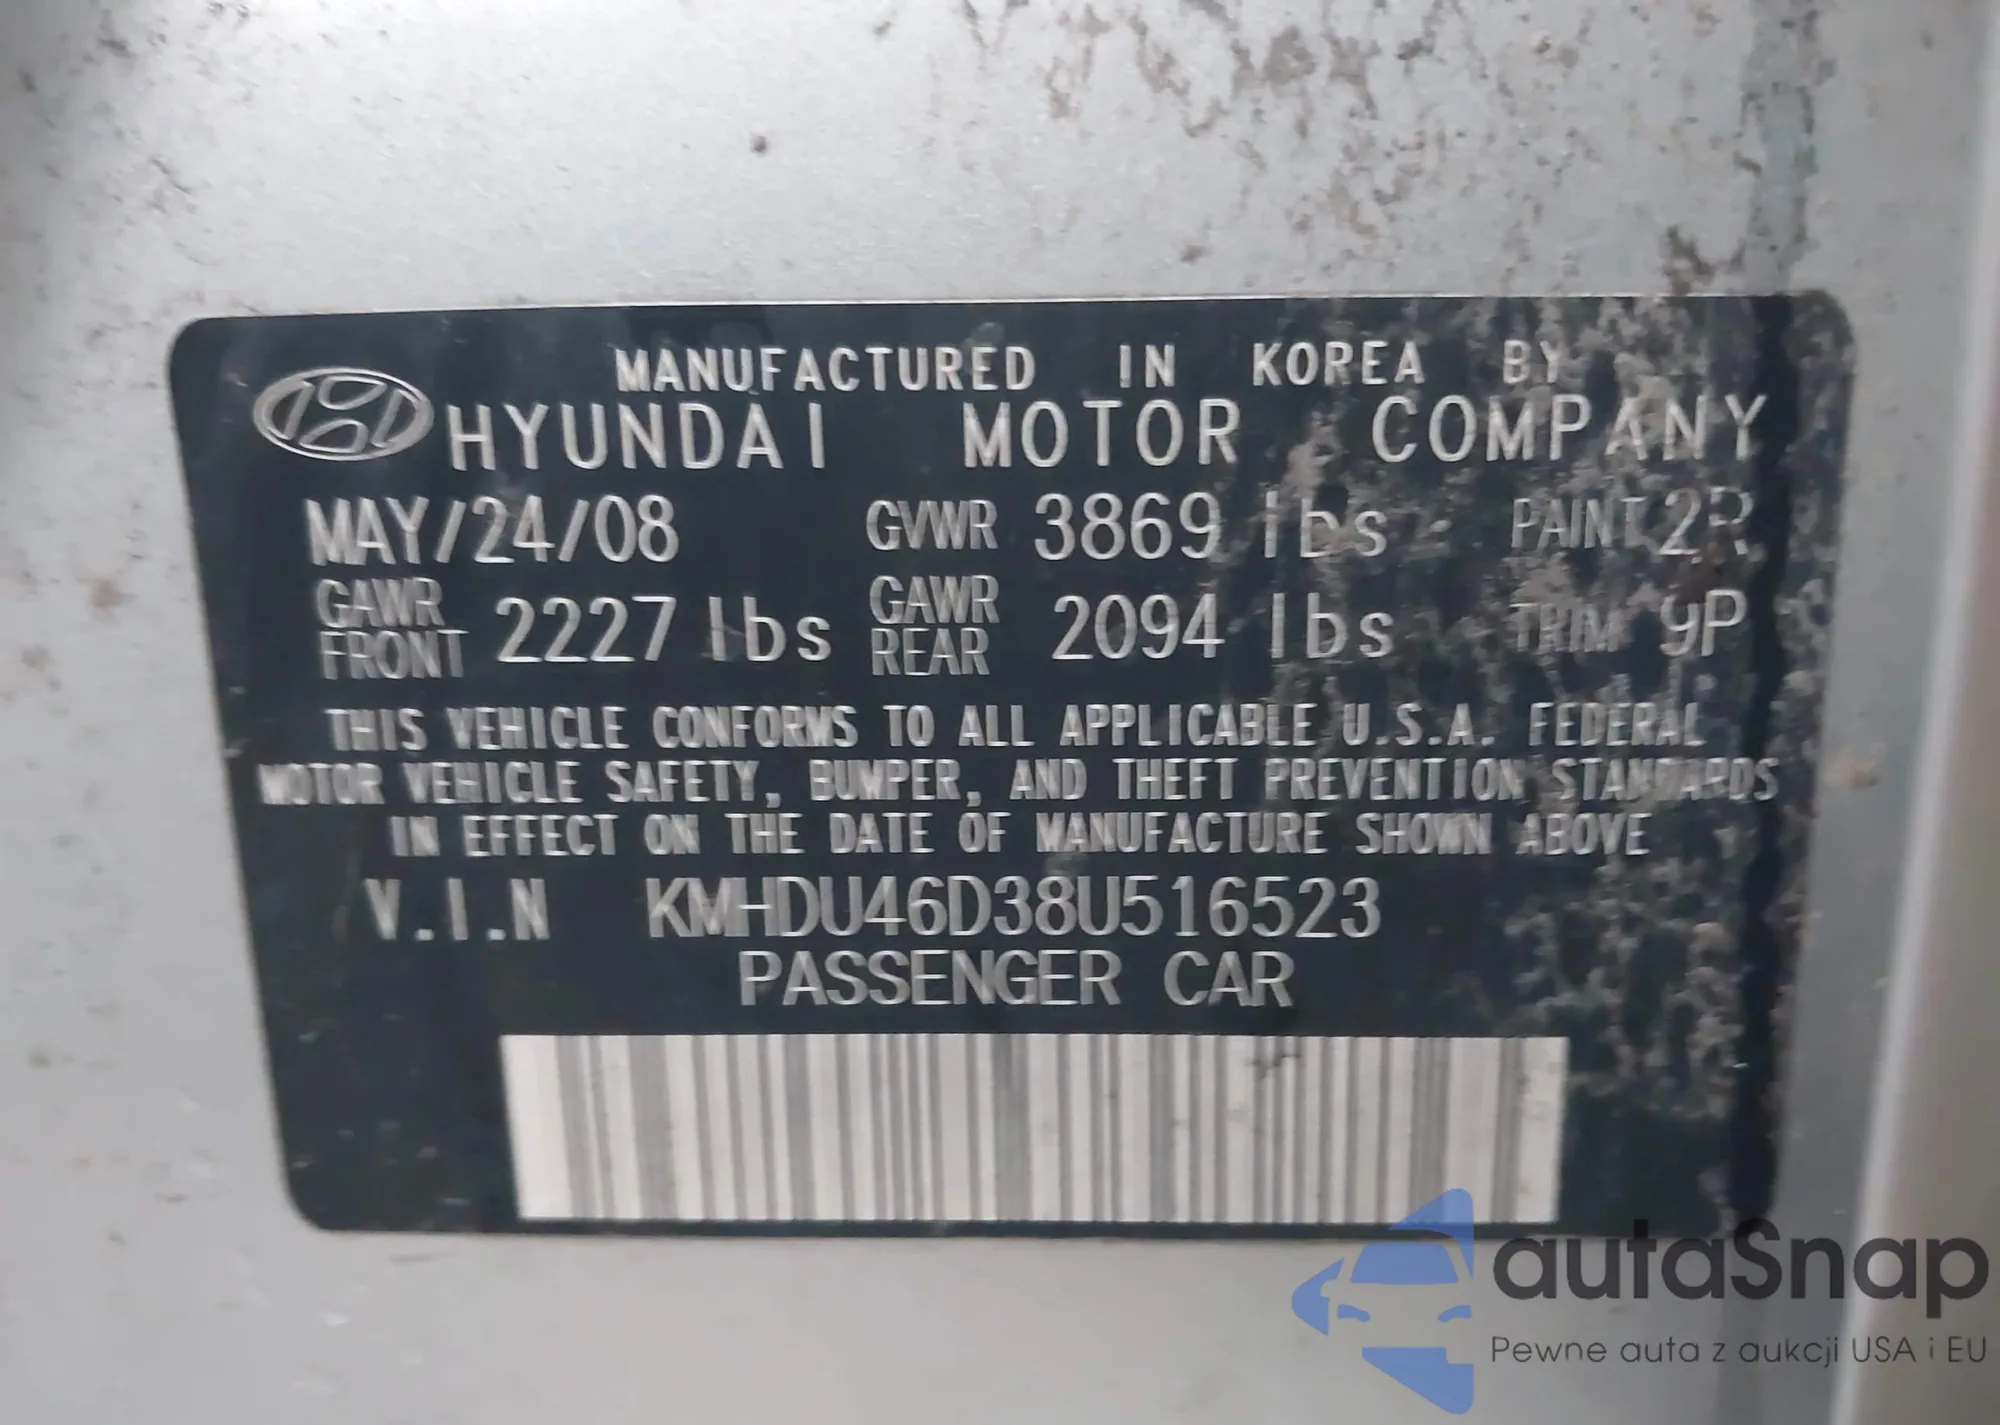 MANUFACTURED IN KOREA BY
HYUNDAI MOTOR COMPANY
MAY/24/08 GVWR 3869 lbs PAINT 2R
GAWR FRONT 2227 lbs GAWR REAR 2094 lbs TRIM 9P
THIS VEHICLE CONFORMS TO ALL APPLICABLE U.S.A. FEDERAL
MOTOR VEHICLE SAFETY, BUMPER, AND THEFT PREVENTION STANDARDS
IN EFFECT ON THE DATE OF MANUFACTURE SHOWN ABOVE
V.I.N KMHDU46D38U516523
PASSENGER CAR
autoSnap
Pewne auta z aukcji USA i EU